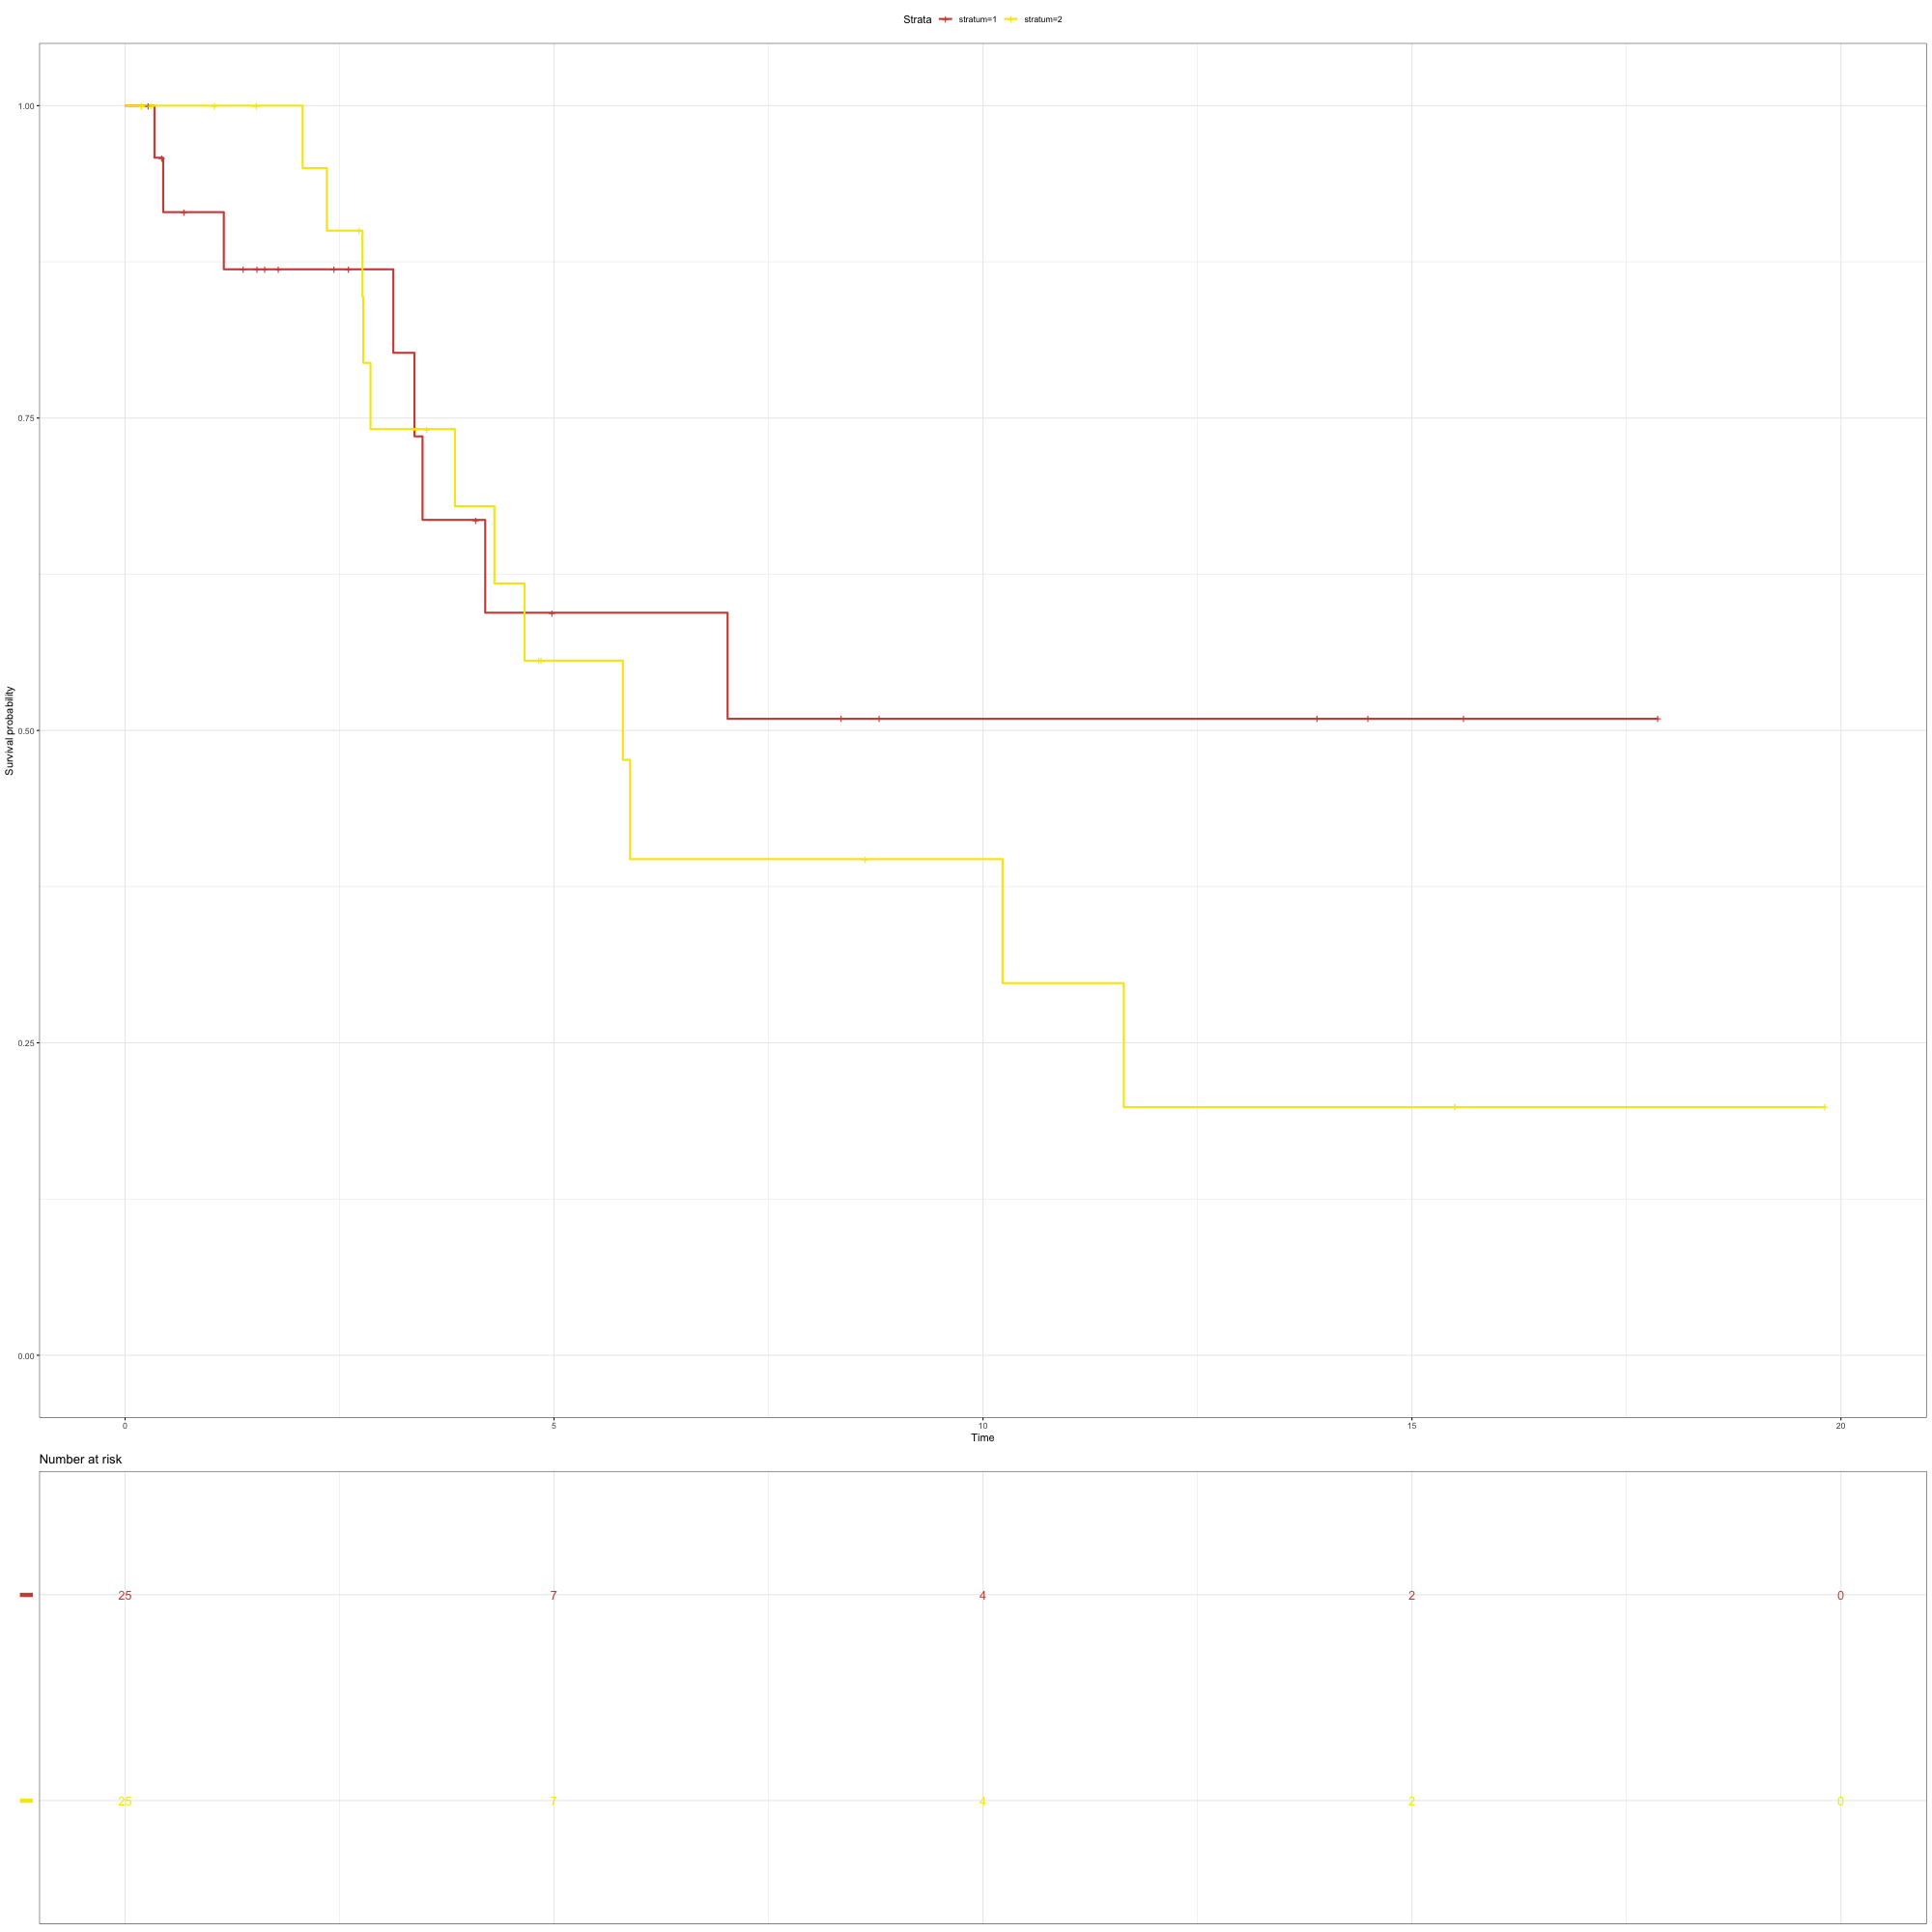 Strata stratum=1 stratum=2
1.00
0.75
0.50
0.25
0.00
Survival probability
0 5 10 15 20
Time
Number at risk
25 7 4 2 0
25 7 4 2 0